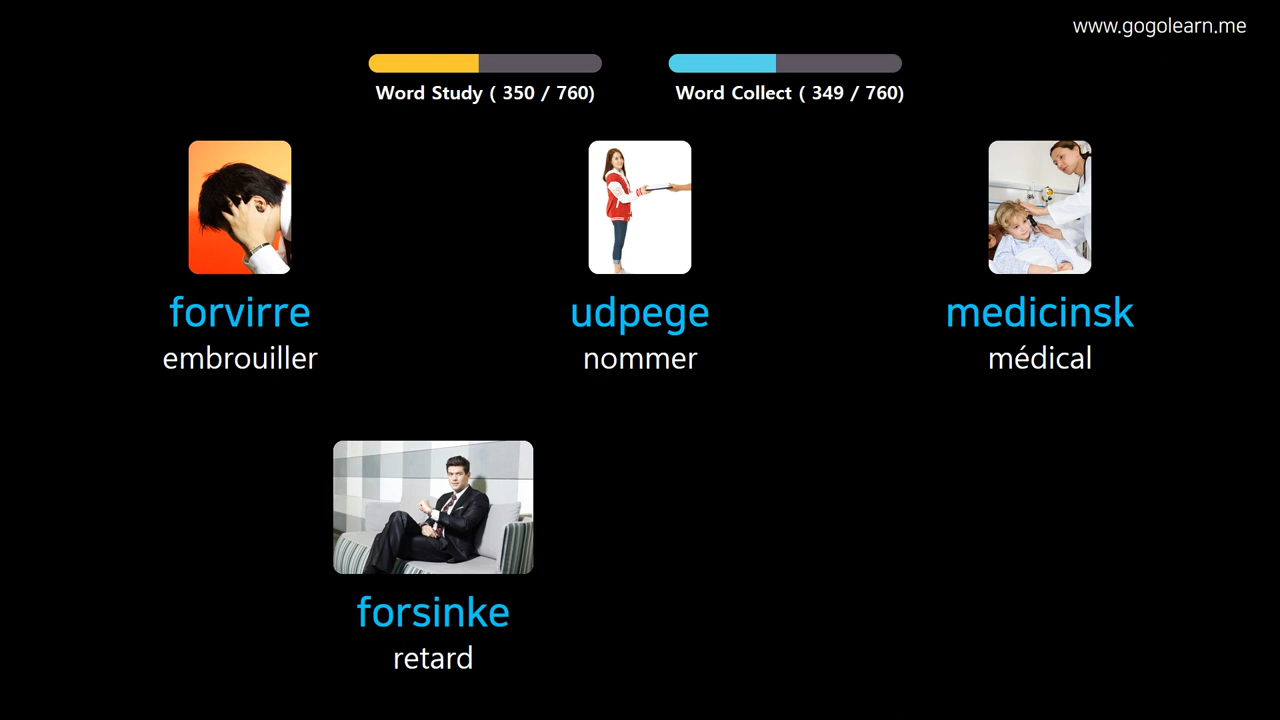 www.gogolearn.me
Word Study ( 350 / 760)
Word Collect ( 349 / 760)
forvirre
embrouiller
udpege
nommer
medicinsk
médical
forsinke
retard